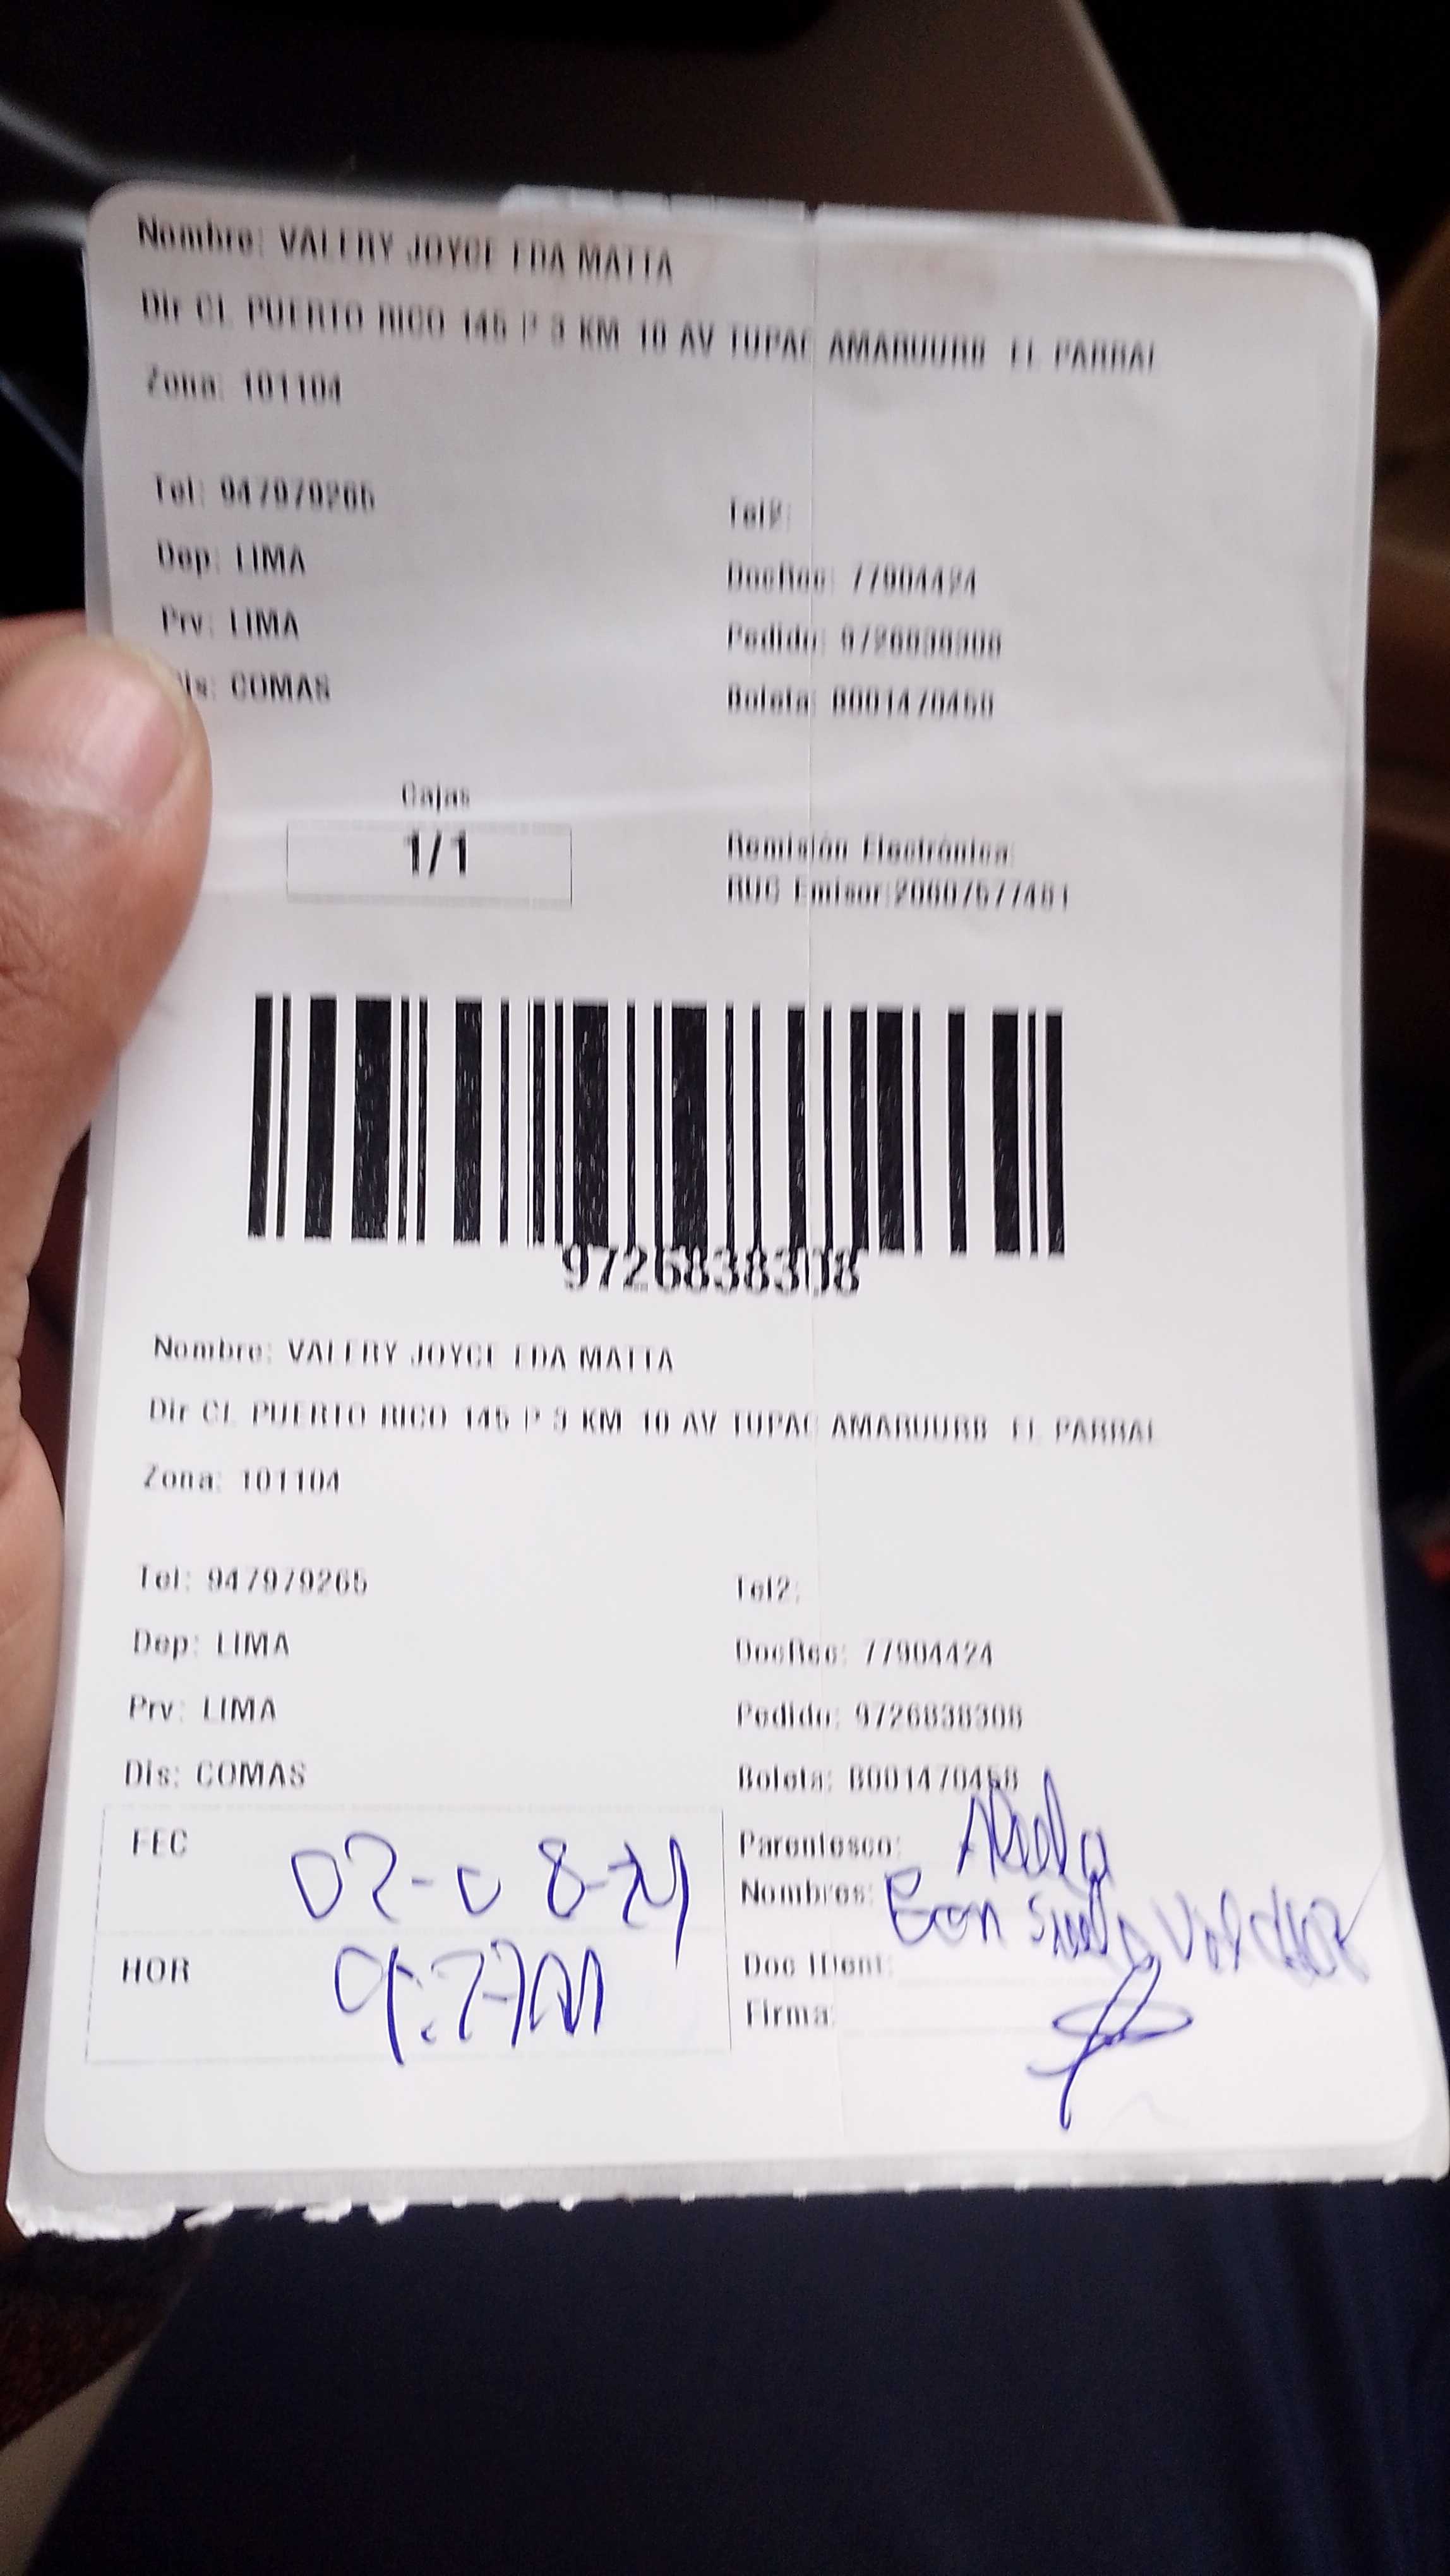 Nombre: VALERY JOYCE EDA MATTA
Dir CL PUERTO RICO 145 P 3 KM 10 AV TUPAC AMARUURB EL PARRAL
Zona: 101104
Tel: 947979265 Tel2:
Dep: LIMA DocRec: 77904424
Prv: LIMA Pedido: 9726838308
Dis: COMAS Boleta: B001470458
Cajas
1/1
Remisión Electrónica:
RUC Emisor:20607577481
9726838308
Nombre: VALERY JOYCE EDA MATTA
Dir CL PUERTO RICO 145 P 3 KM 10 AV TUPAC AMARUURB EL PARRAL
Zona: 101104
Tel: 947979265 Tel2:
Dep: LIMA DocRec: 77904424
Prv: LIMA Pedido: 9726838308
Dis: COMAS Boleta: B001470458
FEC Parentesco: Abuela
Nombres:
Doc IDent:
HOR Firma: